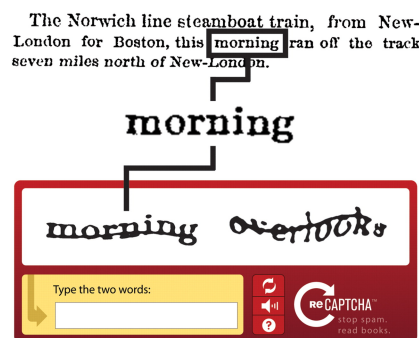 The Norwich line steamboat train, from New-
London for Boston, this morning ran off the track
seven miles north of New-London.
morning
morning overlooks
Type the two words:
?
RECAPTCHA™
stop spam.
read books.